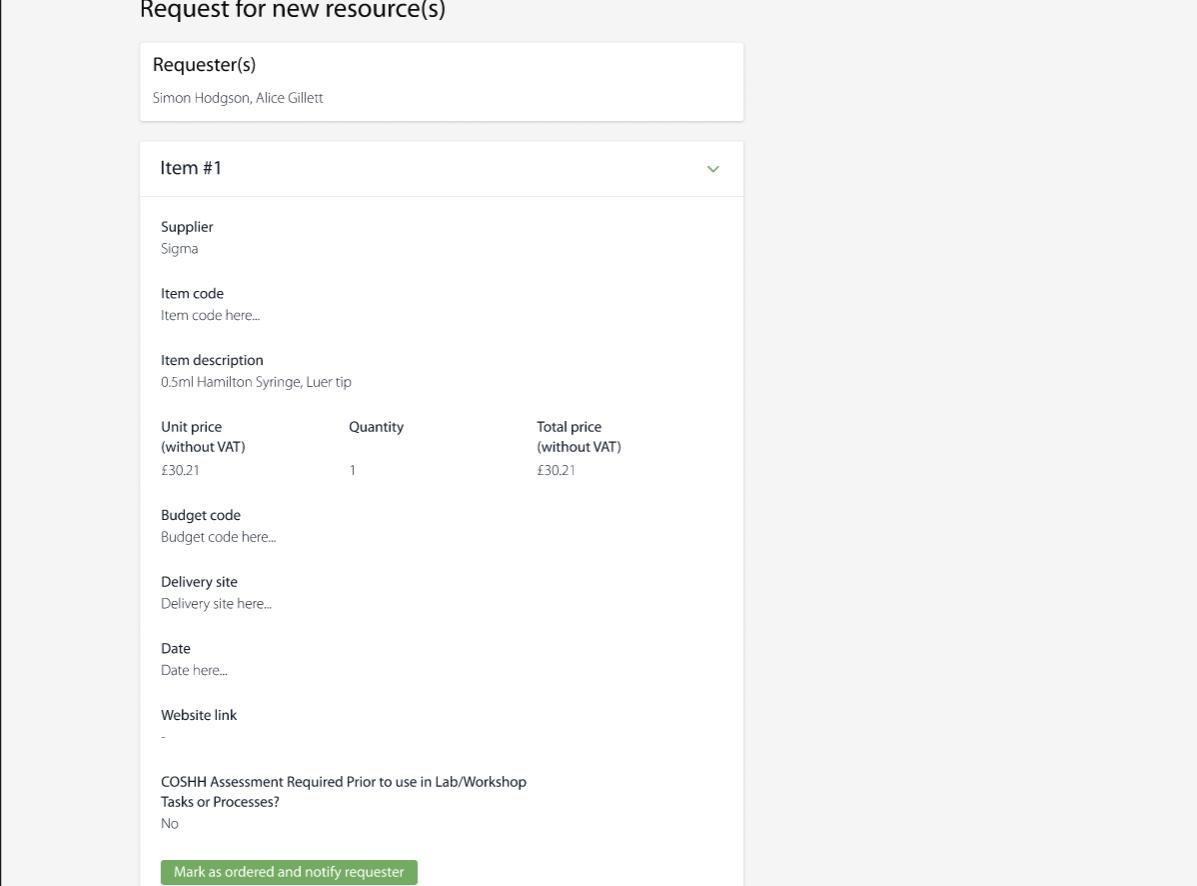 Request for new resource(s)
Requester(s)
Simon Hodgson, Alice Gillett
Item #1
Supplier
Sigma
Item code
Item code here...
Item description
0.5ml Hamilton Syringe, Luer tip
Unit price
(without VAT)
£30.21
Quantity
1
Total price
(without VAT)
£30.21
Budget code
Budget code here...
Delivery site
Delivery site here...
Date
Date here...
Website link
-
COSHH Assessment Required Prior to use in Lab/Workshop
Tasks or Processes?
No
Mark as ordered and notify requester